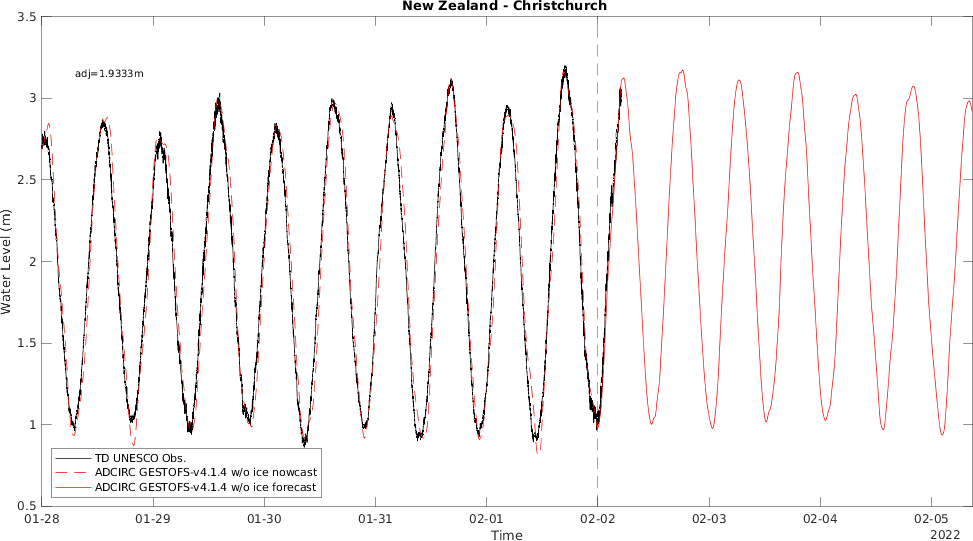 New Zealand - Christchurch
3.5
3
2.5
2
1.5
1
0.5
Water Level (m)
adj=1.9333m
TD UNESCO Obs.
ADCIRC GESTOFS-v4.1.4 w/o ice nowcast
ADCIRC GESTOFS-v4.1.4 w/o ice forecast
01-28 01-29 01-30 01-31 02-01 02-02 02-03 02-04 02-05
Time
2022